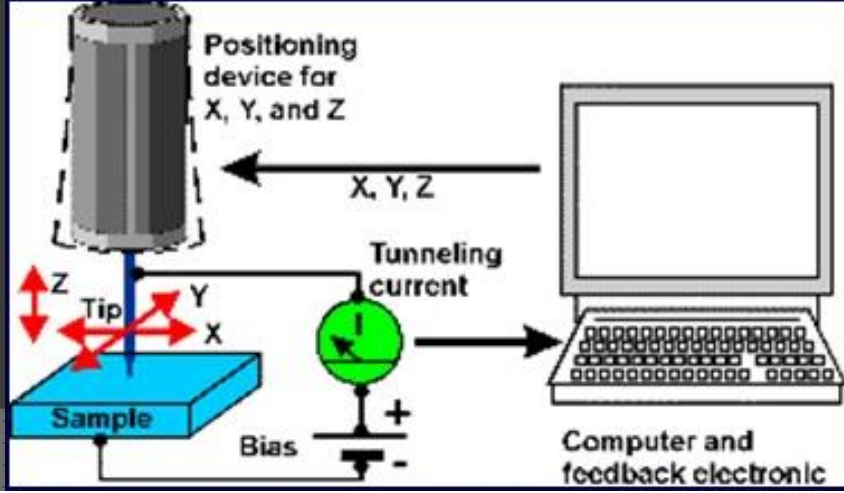 Positioning
device for
X, Y, and Z
X, Y, Z
Tunneling
current
Z
Tip
Y
X
I
Sample
Bias
+
-
Computer and
feedback electronic